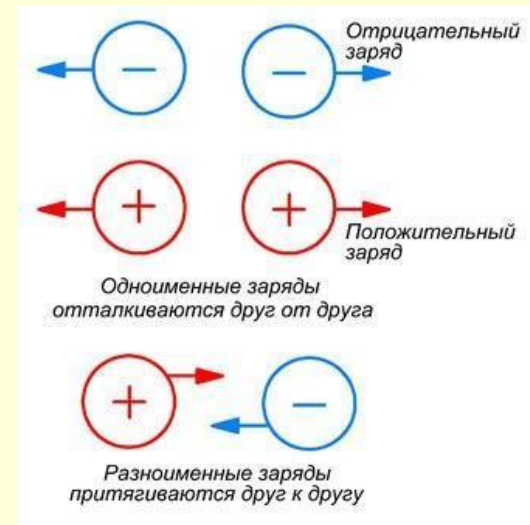 Отрицательный
заряд
Положительный
заряд
Одноименные заряды
отталкиваются друг от друга
Разноименные заряды
притягиваются друг к другу